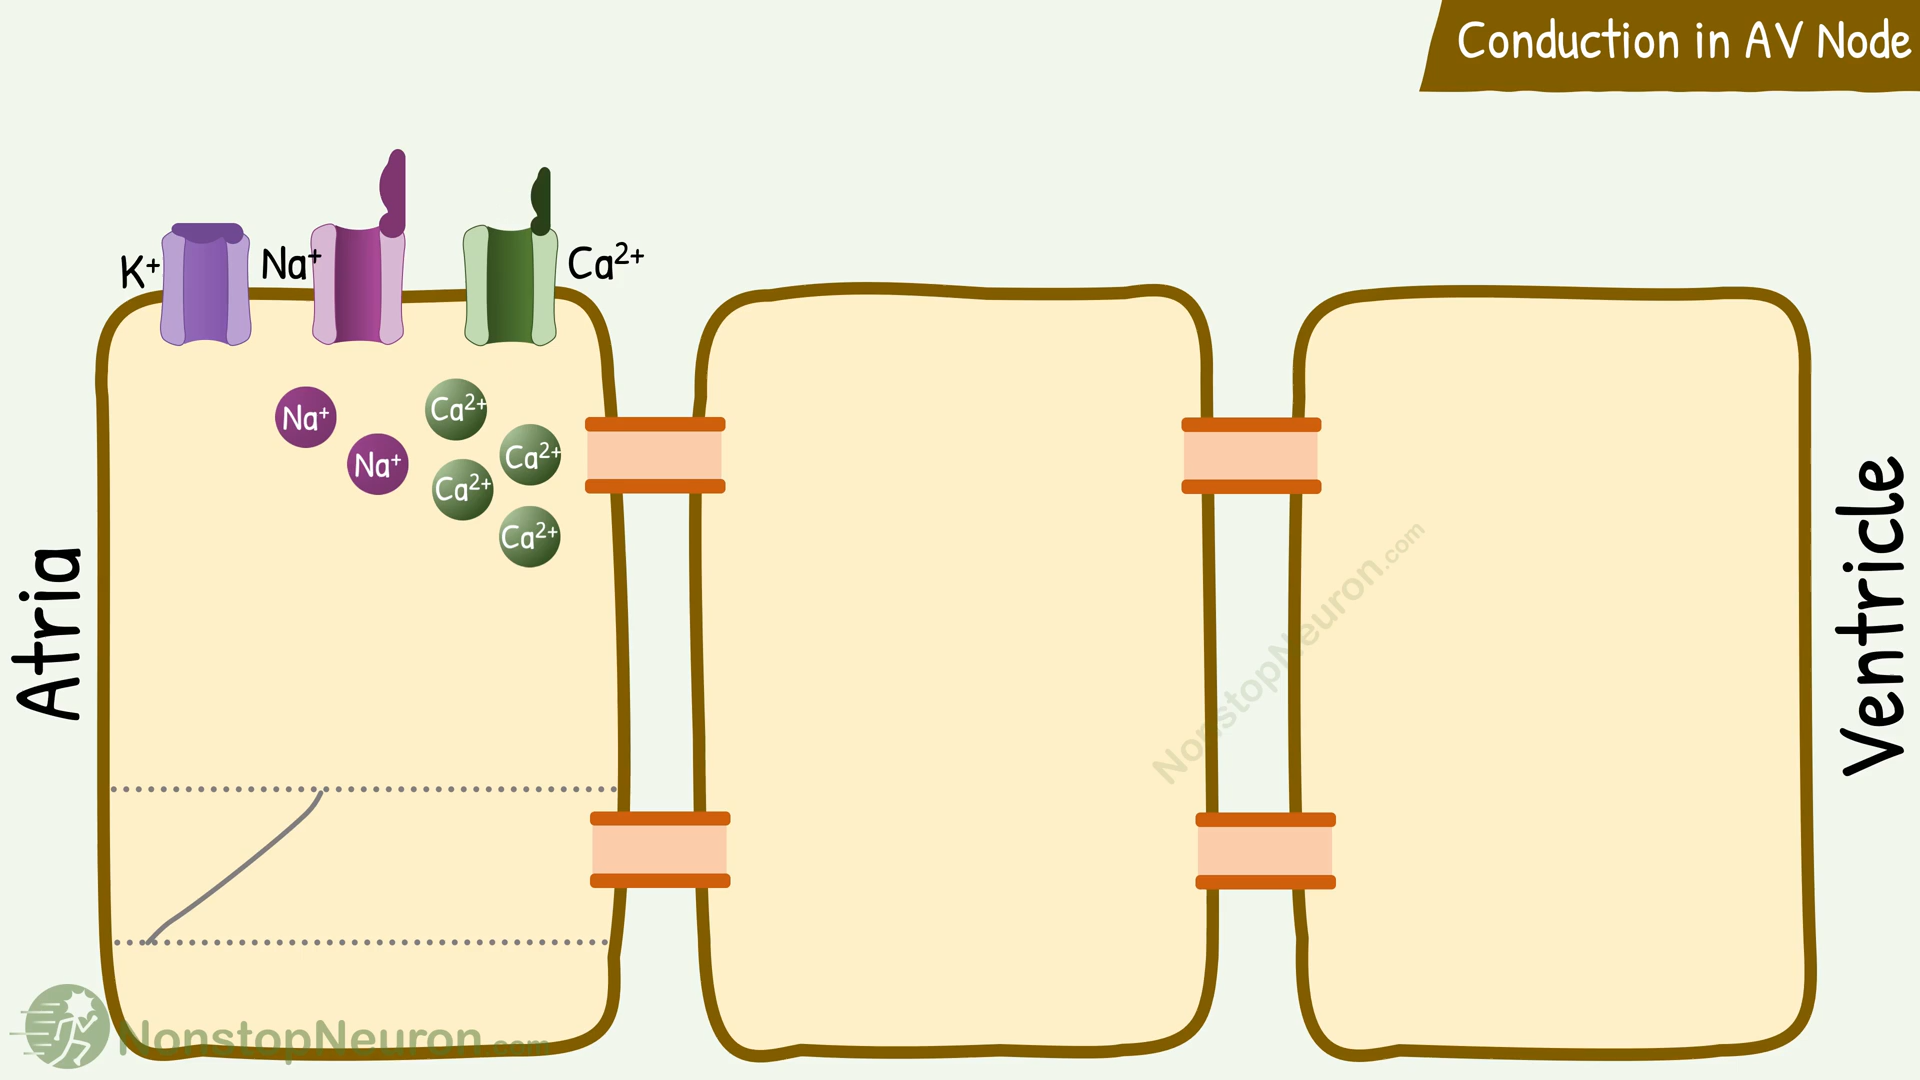 Conduction in AV Node
K⁺
Na⁺
Ca²⁺
Na⁺
Na⁺
Ca²⁺
Ca²⁺
Ca²⁺
Ca²⁺
Atria
Ventricle
NonstopNeuron.com
NonstopNeuron.com